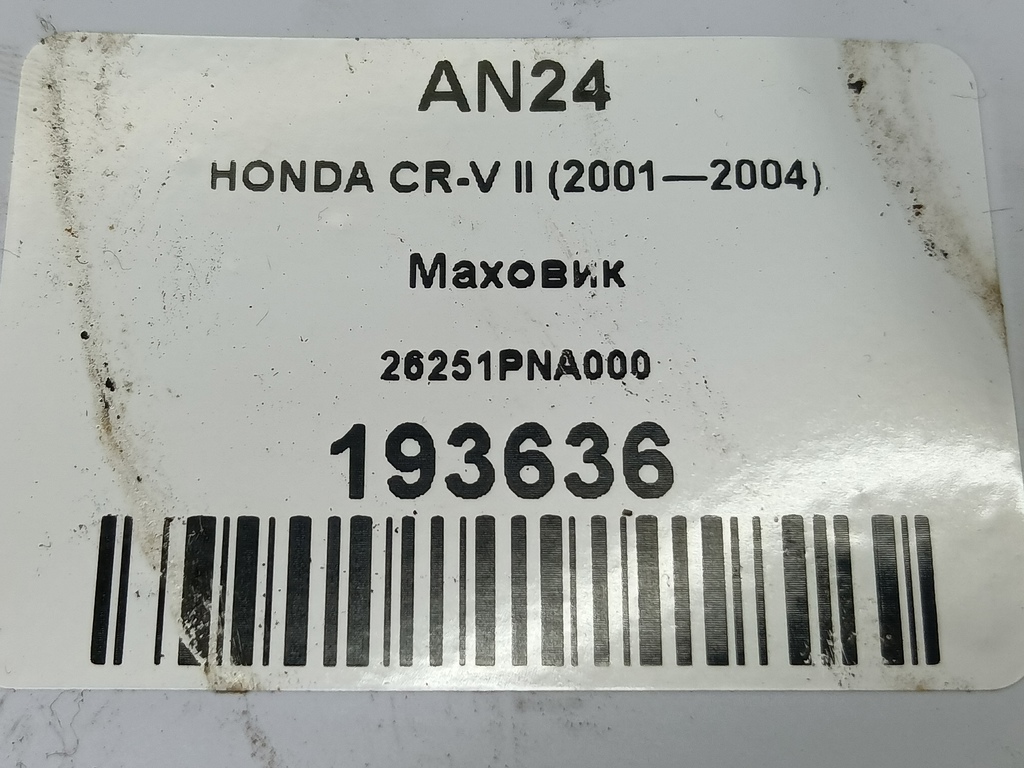 AN24
HONDA CR-V II (2001—2004)
Маховик
26251PNA000
193636